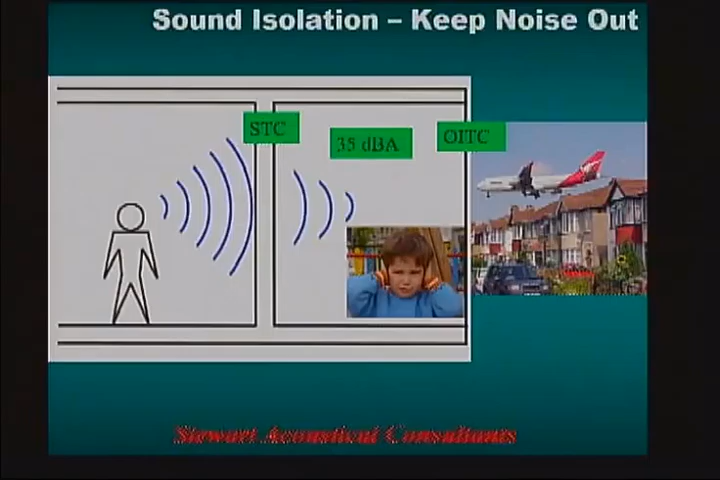 Sound Isolation – Keep Noise Out
STC
35 dBA
OITC
Stewart Acoustical Consultants